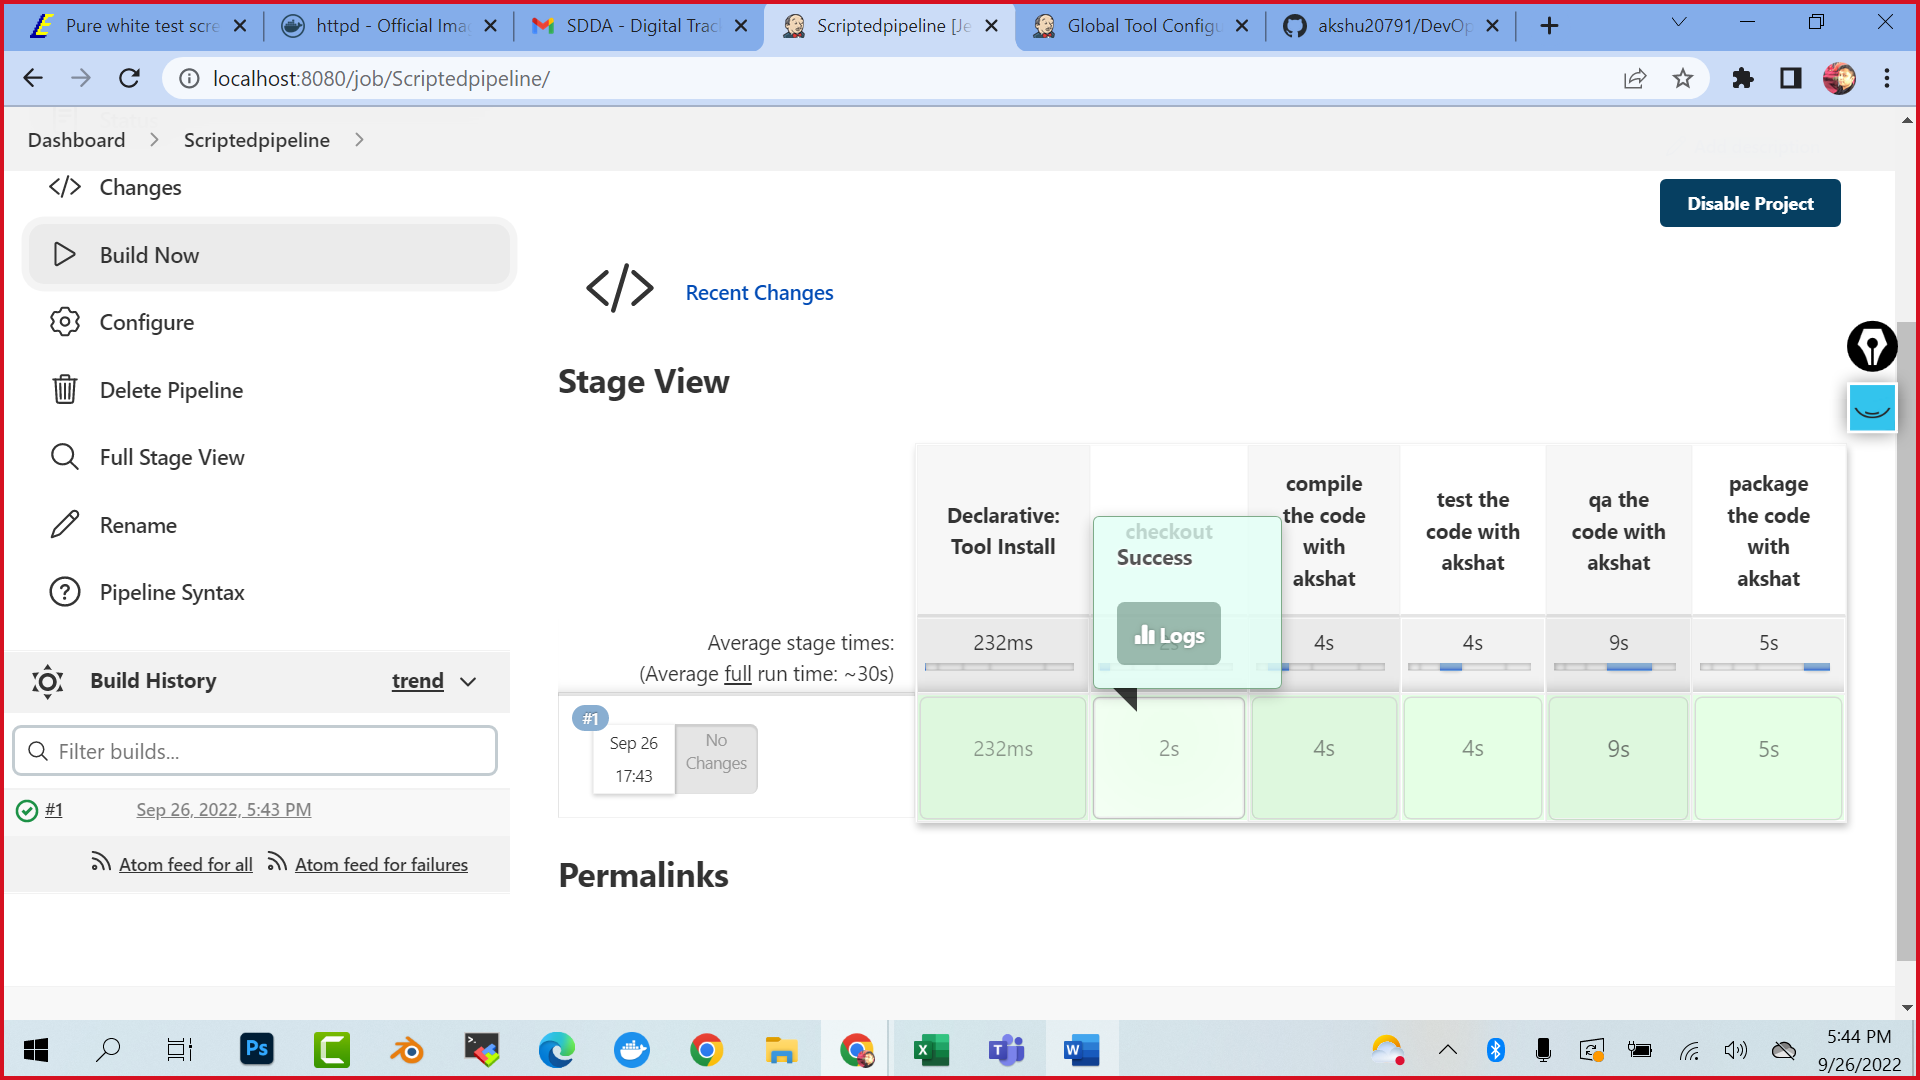 Pure white test scre
httpd - Official Ima
SDDA - Digital Trac
Scriptedpipeline [Je
Global Tool Configu
akshu20791/DevOp
localhost:8080/job/Scriptedpipeline/
Status
Dashboard
Scriptedpipeline
Changes
Build Now
Configure
Delete Pipeline
Full Stage View
Rename
Pipeline Syntax
Build History
trend
Filter builds...
#1
Sep 26, 2022, 5:43 PM
Atom feed for all
Atom feed for failures
Disable Project
Recent Changes
Stage View
Declarative:
Tool Install
checkout
compile
the code
with
akshat
test the
code with
akshat
qa the
code with
akshat
package
the code
with
akshat
Success
Logs
Average stage times:
(Average full run time: ~30s)
232ms
2s
4s
4s
9s
5s
#1
Sep 26
17:43
No
Changes
232ms
2s
4s
4s
9s
5s
Permalinks
Ps
5:44 PM
9/26/2022